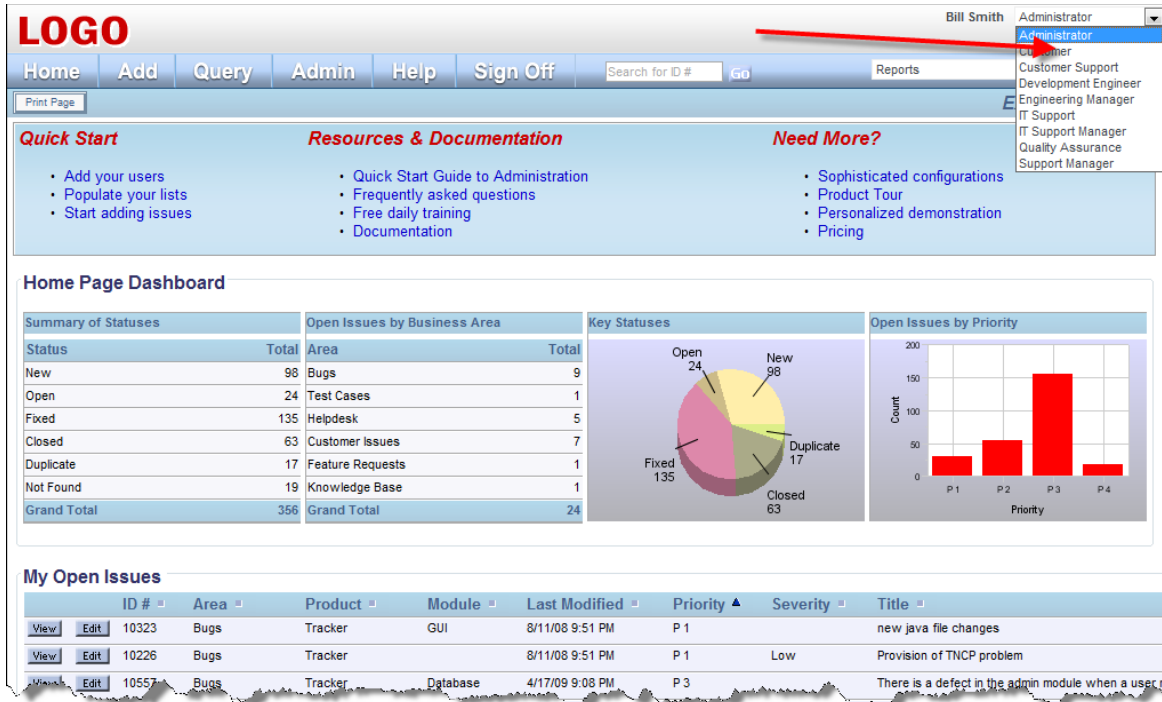 LOGO
Bill Smith Administrator
Administrator
Customer
Customer Support
Development Engineer
Engineering Manager
IT Support
IT Support Manager
Quality Assurance
Support Manager
Home Add Query Admin Help Sign Off Search for ID # Go Reports
Print Page
Quick Start
• Add your users
• Populate your lists
• Start adding issues
Resources & Documentation
• Quick Start Guide to Administration
• Frequently asked questions
• Free daily training
• Documentation
Need More?
• Sophisticated configurations
• Product Tour
• Personalized demonstration
• Pricing
Home Page Dashboard
Summary of Statuses
Status Total
New 98
Open 24
Fixed 135
Closed 63
Duplicate 17
Not Found 19
Grand Total 356
Open Issues by Business Area
Area Total
Bugs 9
Test Cases 1
Helpdesk 5
Customer Issues 7
Feature Requests 1
Knowledge Base 1
Grand Total 24
Key Statuses
Open
24
New
98
Duplicate
17
Fixed
135
Closed
63
Open Issues by Priority
200
150
100
50
0
Count
P 1 P 2 P 3 P 4
Priority
My Open Issues
ID # Area Product Module Last Modified Priority Severity Title
View Edit 10323 Bugs Tracker GUI 8/11/08 9:51 PM P 1 new java file changes
View Edit 10226 Bugs Tracker 8/11/08 9:51 PM P 1 Low Provision of TNCP problem
View Edit 10557 Bugs Tracker Database 4/17/09 9:08 PM P 3 There is a defect in the admin module when a user